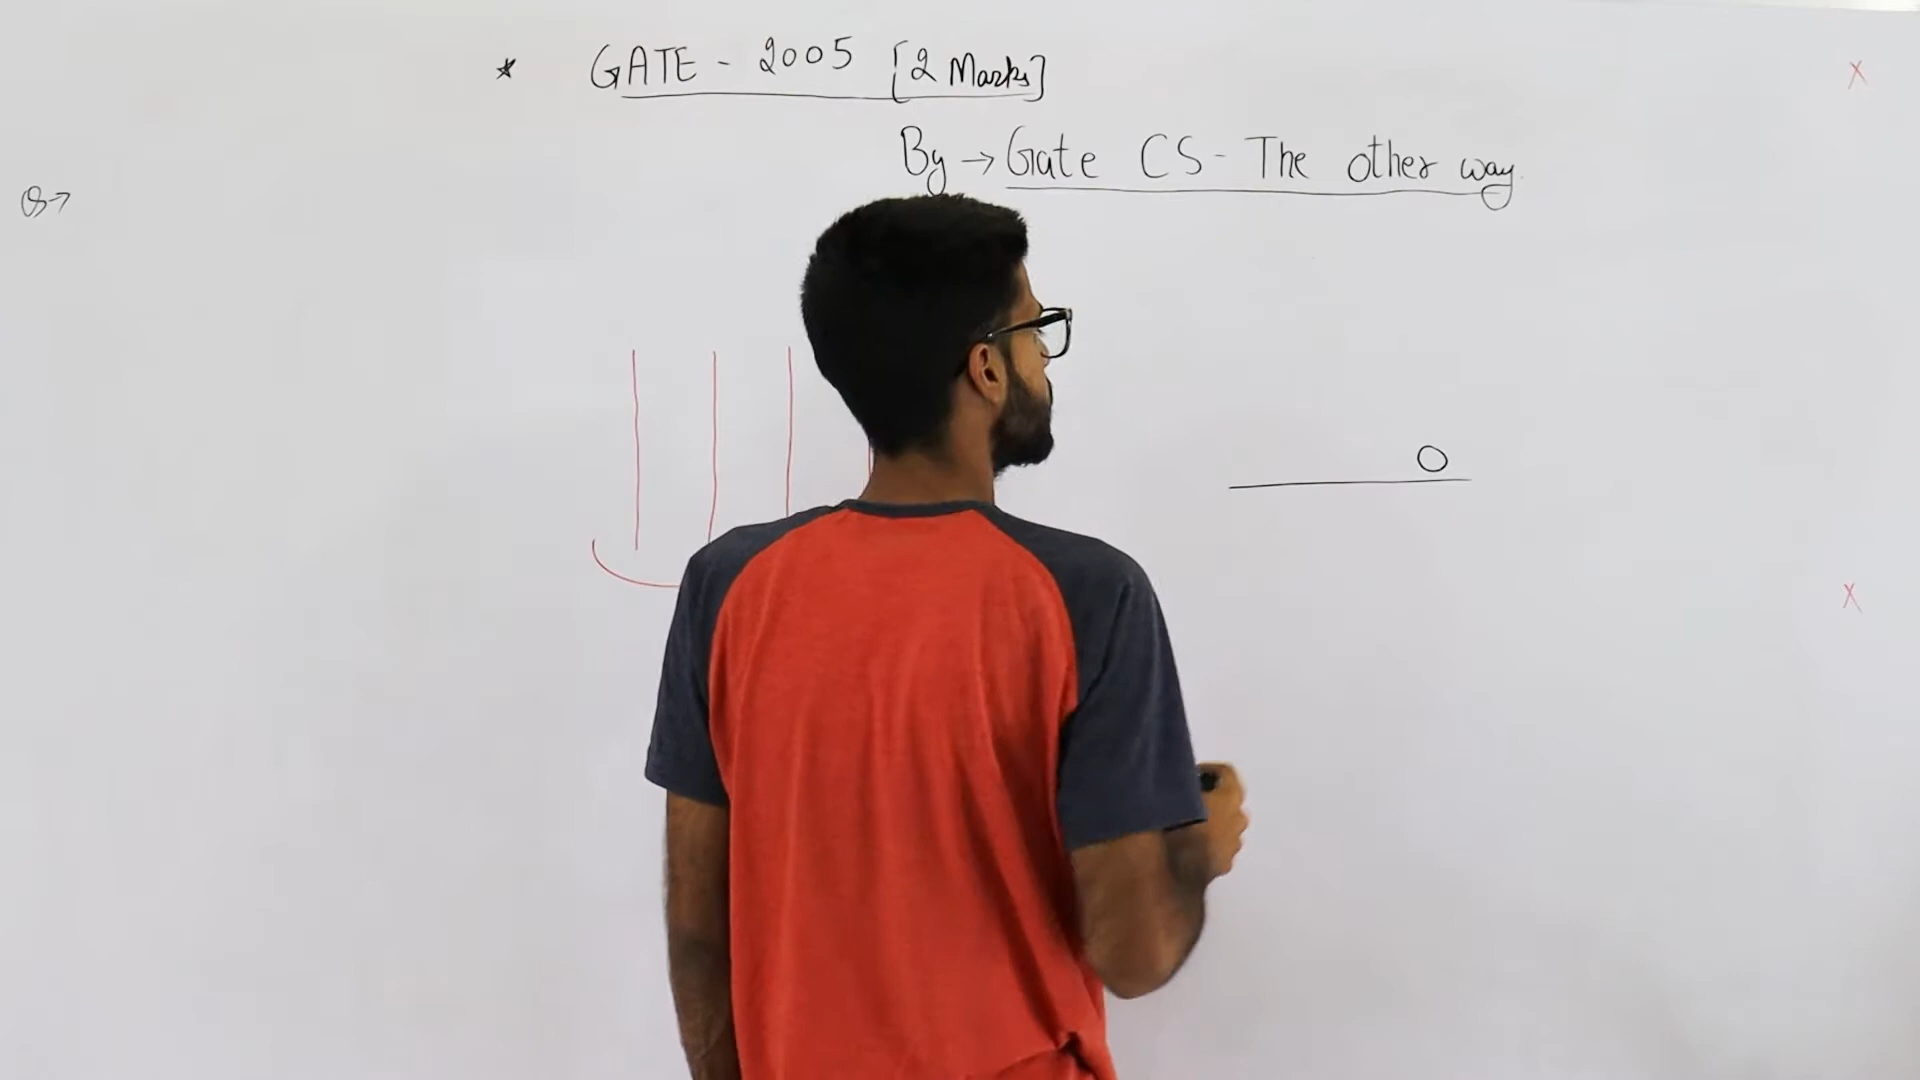 * GATE - 2005 [2 Marks]
By → Gate CS - The other way.
Q →
O
X
X